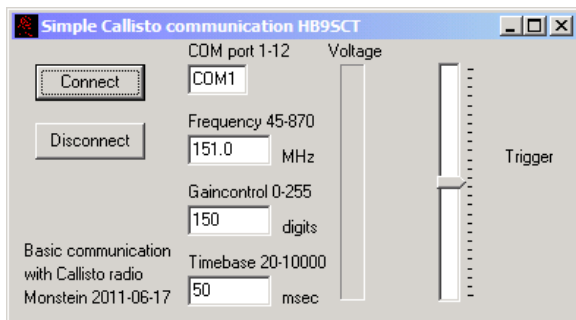 Simple Callisto communication HB9SCT
COM port 1-12
Voltage
Connect
COM1
Disconnect
Frequency 45-870
151.0
MHz
Trigger
Gaincontrol 0-255
150
digits
Basic communication
with Callisto radio
Monstein 2011-06-17
Timebase 20-10000
50
msec